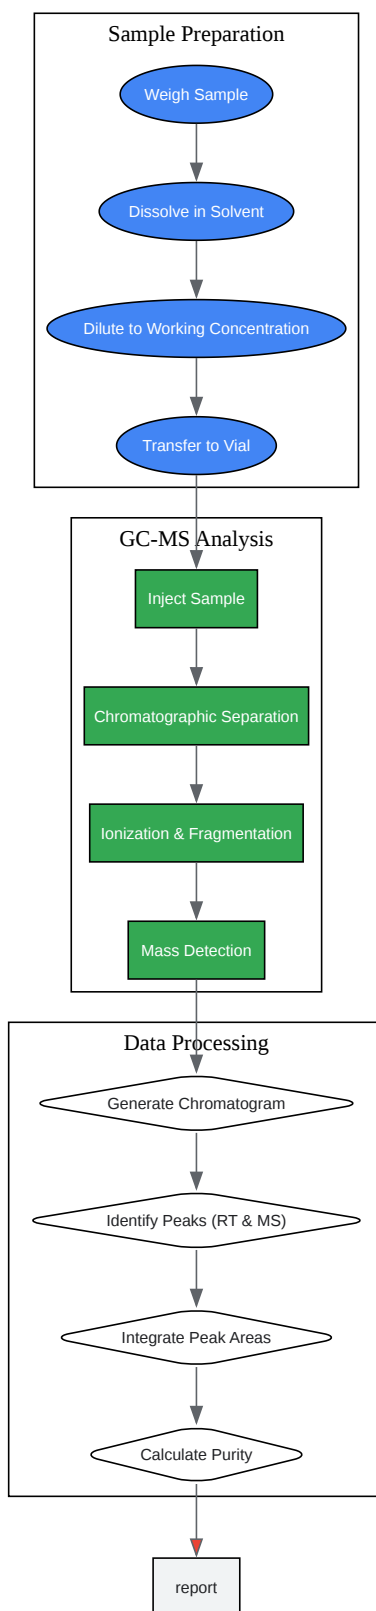 Sample Preparation
Weigh Sample
Dissolve in Solvent
Dilute to Working Concentration
Transfer to Vial
GC-MS Analysis
Inject Sample
Chromatographic Separation
Ionization & Fragmentation
Mass Detection
Data Processing
Generate Chromatogram
Identify Peaks (RT & MS)
Integrate Peak Areas
Calculate Purity
report